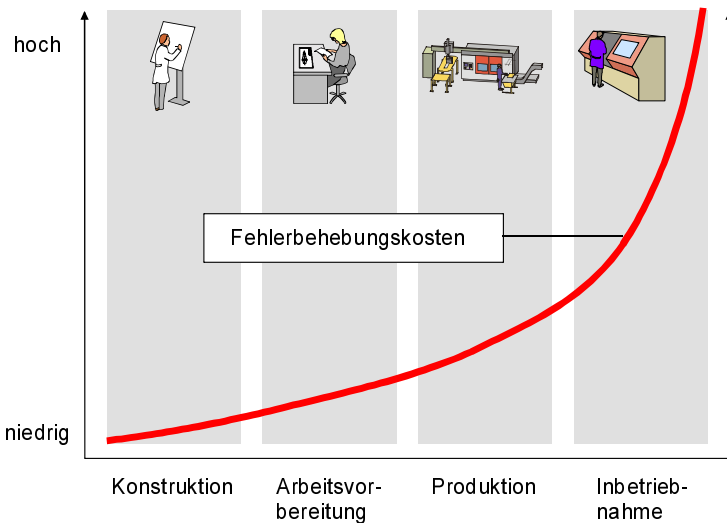 hoch
Fehlerbehebungskosten
niedrig
Konstruktion
Arbeitsvor-
bereitung
Produktion
Inbetrieb-
nahme